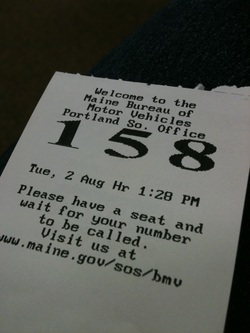 Welcome to the
Maine Bureau of
Motor Vehicles
Portland So. Office
158
Tue, 2 Aug Hr 1:28 PM
Please have a seat and
wait for your number
to be called.
Visit us at
www.maine.gov/sos/bmv